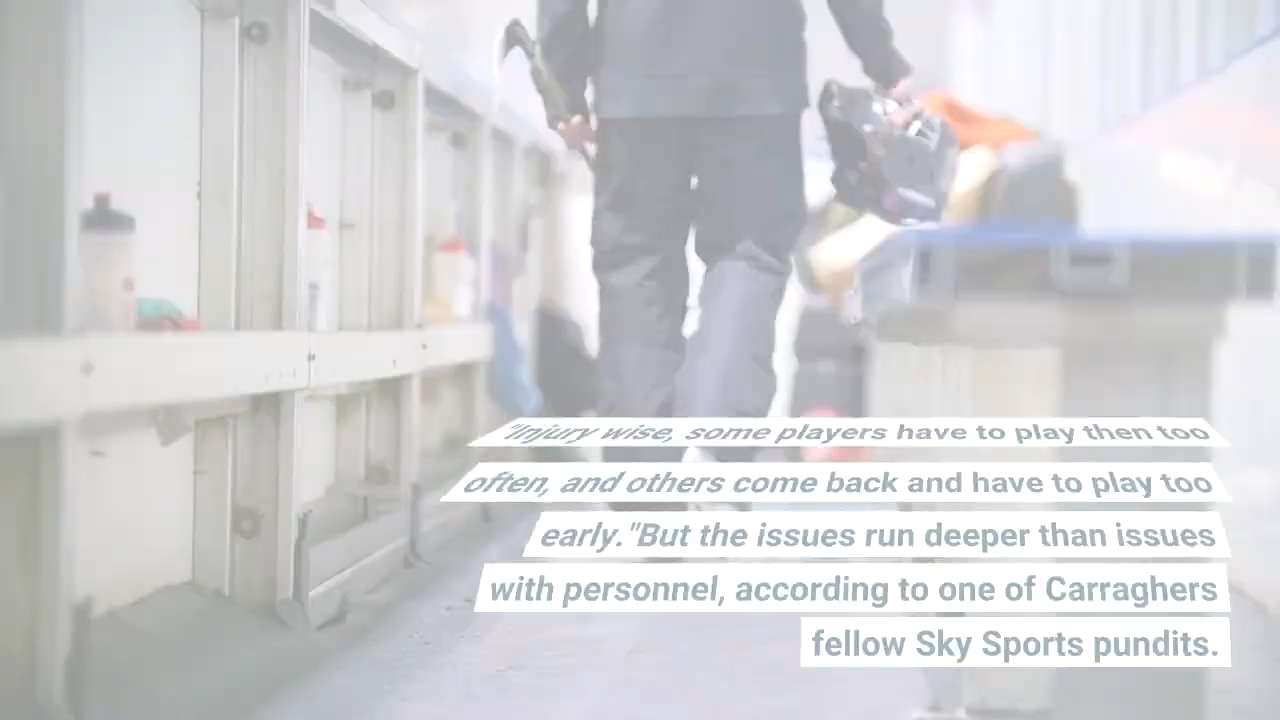 "Injury wise, some players have to play then too
often, and others come back and have to play too
early."But the issues run deeper than issues
with personnel, according to one of Carraghers
fellow Sky Sports pundits.